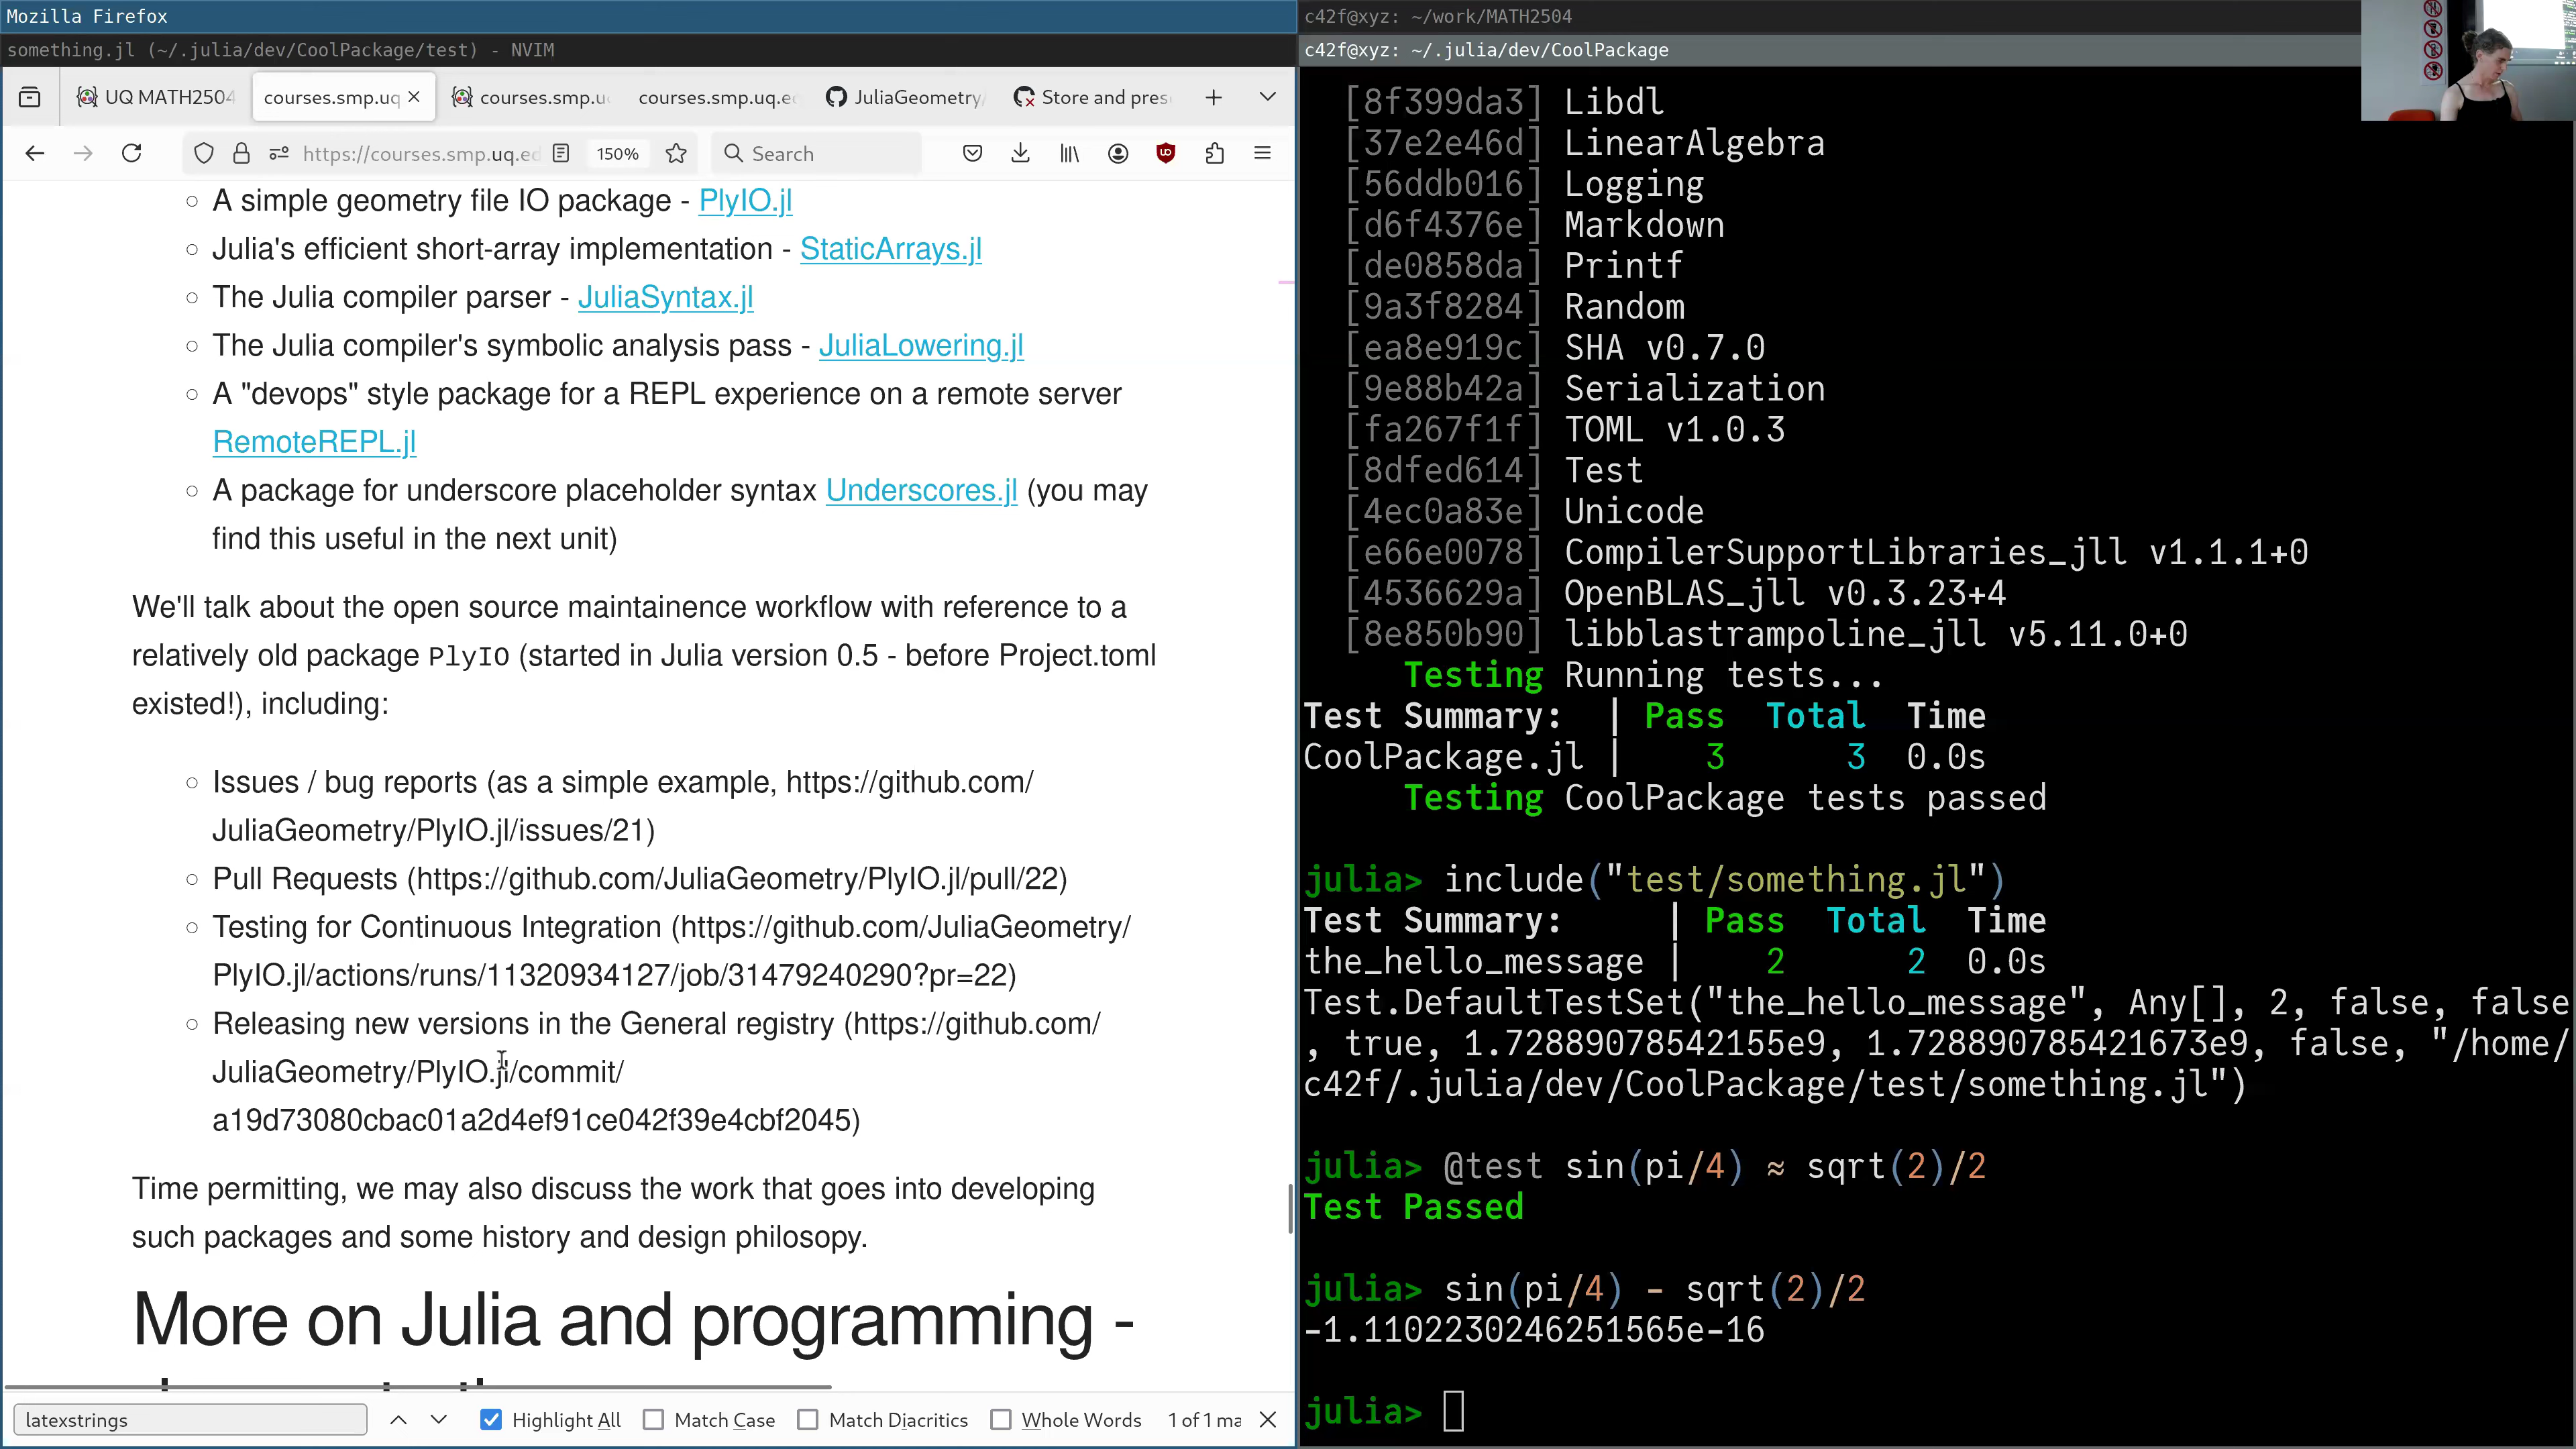 Mozilla Firefox
something.jl (~/.julia/dev/CoolPackage/test) - NVIM
UQ MATH2504
courses.smp.uq
courses.smp.u
courses.smp.uq.e
JuliaGeometry/
Store and pres
https://courses.smp.uq.ed
150%
Search
A simple geometry file IO package - PlyIO.jl
Julia's efficient short-array implementation - StaticArrays.jl
The Julia compiler parser - JuliaSyntax.jl
The Julia compiler's symbolic analysis pass - JuliaLowering.jl
A "devops" style package for a REPL experience on a remote server
RemoteREPL.jl
A package for underscore placeholder syntax Underscores.jl (you may
find this useful in the next unit)
We'll talk about the open source maintainence workflow with reference to a
relatively old package PlyIO (started in Julia version 0.5 - before Project.toml
existed!), including:
Issues / bug reports (as a simple example, https://github.com/
JuliaGeometry/PlyIO.jl/issues/21)
Pull Requests (https://github.com/JuliaGeometry/PlyIO.jl/pull/22)
Testing for Continuous Integration (https://github.com/JuliaGeometry/
PlyIO.jl/actions/runs/11320934127/job/31479240290?pr=22)
Releasing new versions in the General registry (https://github.com/
JuliaGeometry/PlyIO.jl/commit/
a19d73080cbac01a2d4ef91ce042f39e4cbf2045)
Time permitting, we may also discuss the work that goes into developing
such packages and some history and design philosopy.
More on Julia and programming -
latexstrings
Highlight All
Match Case
Match Diacritics
Whole Words
1 of 1 ma
c42f@xyz: ~/work/MATH2504
c42f@xyz: ~/.julia/dev/CoolPackage
[8f399da3] Libdl
[37e2e46d] LinearAlgebra
[56ddb016] Logging
[d6f4376e] Markdown
[de0858da] Printf
[9a3f8284] Random
[ea8e919c] SHA v0.7.0
[9e88b42a] Serialization
[fa267f1f] TOML v1.0.3
[8dfed614] Test
[4ec0a83e] Unicode
[e66e0078] CompilerSupportLibraries_jll v1.1.1+0
[4536629a] OpenBLAS_jll v0.3.23+4
[8e850b90] libblastrampoline_jll v5.11.0+0
Testing Running tests...
Test Summary: | Pass Total Time
CoolPackage.jl | 3 3 0.0s
Testing CoolPackage tests passed
julia> include("test/something.jl")
Test Summary: | Pass Total Time
the_hello_message | 2 2 0.0s
Test.DefaultTestSet("the_hello_message", Any[], 2, false, false
, true, 1.72889078542155e9, 1.728890785421673e9, false, "/home/
c42f/.julia/dev/CoolPackage/test/something.jl")
julia> @test sin(pi/4) ≈ sqrt(2)/2
Test Passed
julia> sin(pi/4) - sqrt(2)/2
-1.1102230246251565e-16
julia>